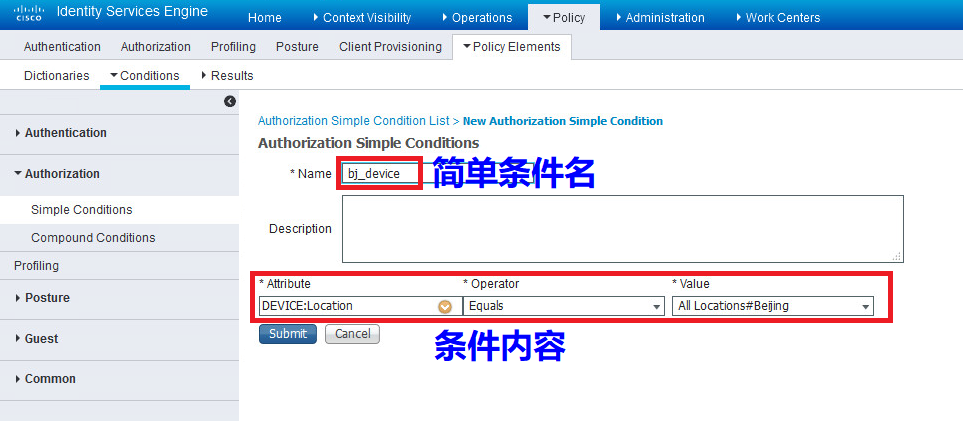 CISCO Identity Services Engine Home Context Visibility Operations Policy Administration Work Centers
Authentication Authorization Profiling Posture Client Provisioning Policy Elements
Dictionaries Conditions Results
Authentication
Authorization
Simple Conditions
Compound Conditions
Profiling
Posture
Guest
Common
Authorization Simple Condition List > New Authorization Simple Condition
Authorization Simple Conditions
* Name bj_device 简单条件名
Description
* Attribute * Operator * Value
DEVICE:Location Equals All Locations#Beijing
Submit Cancel
条件内容